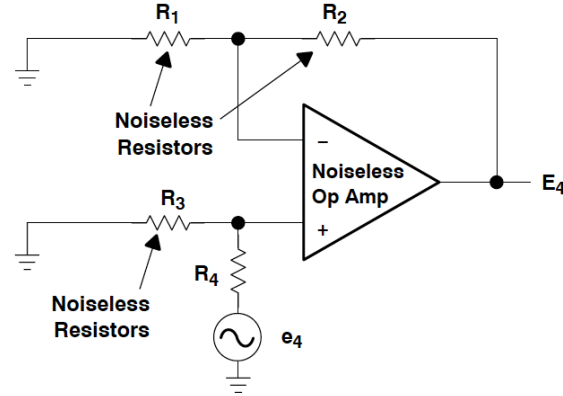 R1
R2
Noiseless
Resistors
−
Noiseless
Op Amp
E4
R3
+
R4
Noiseless
Resistors
e4